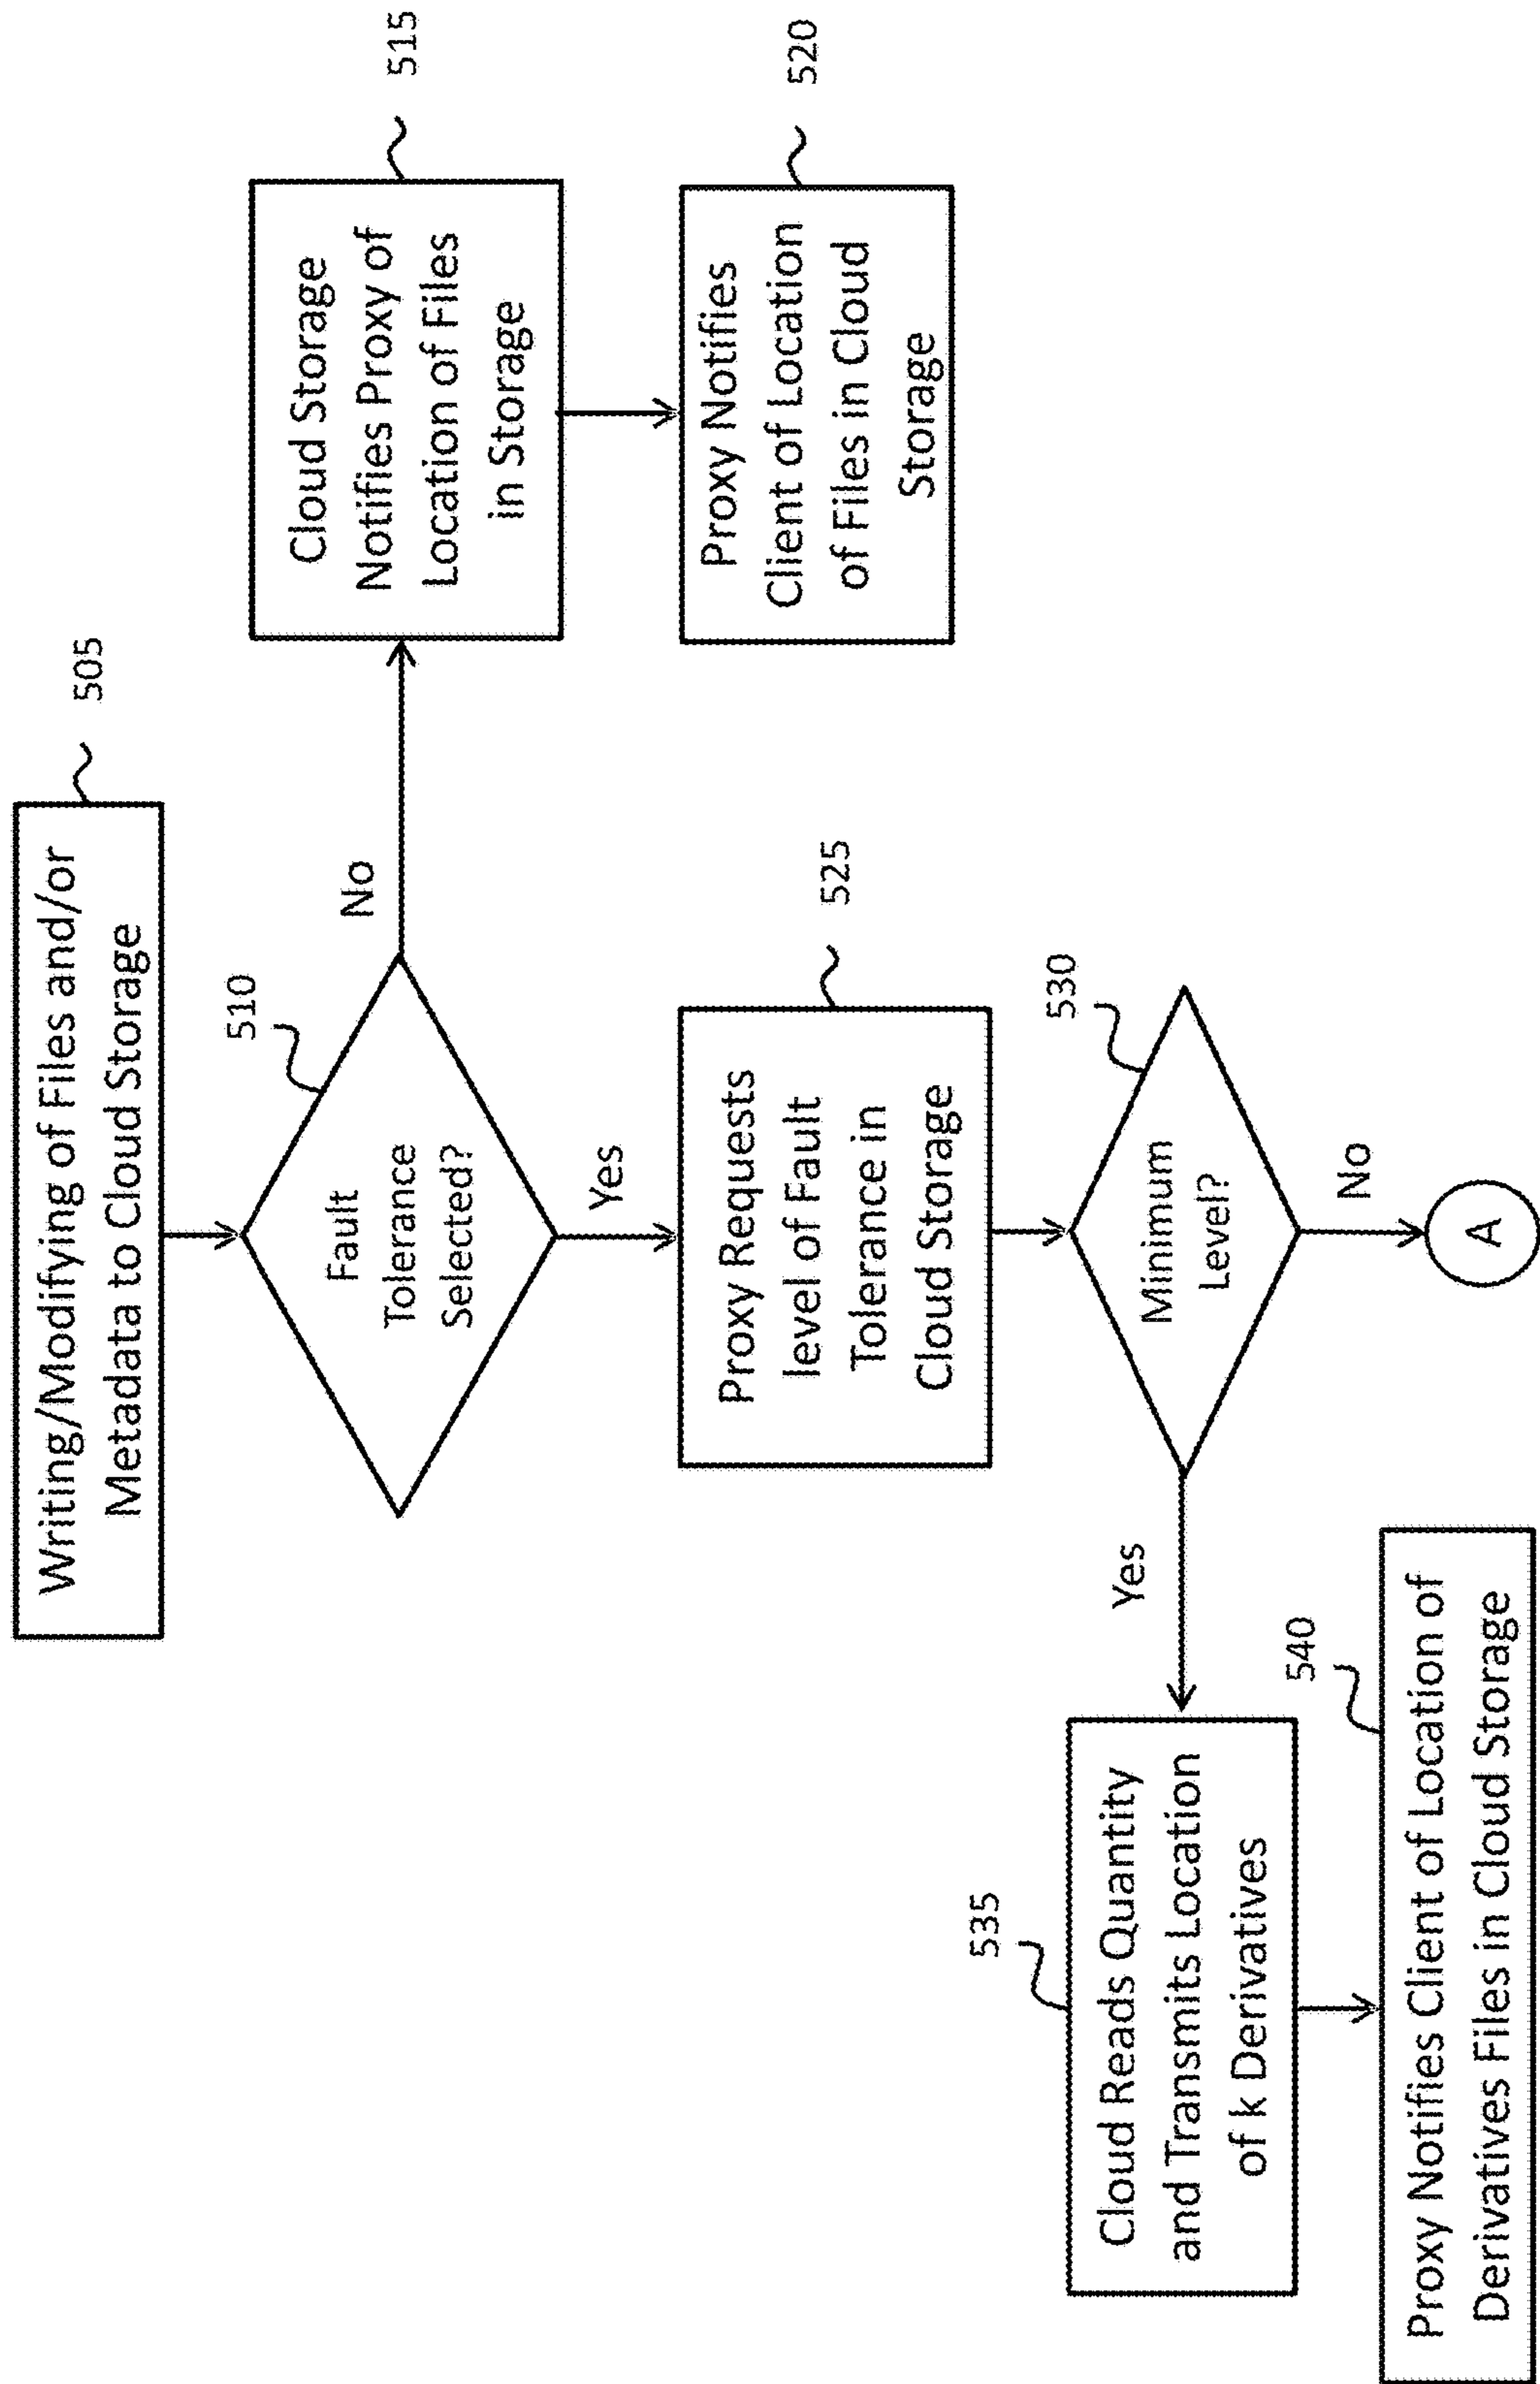 505
Writing/Modifying of Files and/or
Metadata to Cloud Storage
510
Fault
Tolerance
Selected?
No
515
Cloud Storage
Notifies Proxy of
Location of Files
in Storage
520
Proxy Notifies
Client of Location
of Files in Cloud
Storage
Yes
525
Proxy Requests
level of Fault
Tolerance in
Cloud Storage
530
Minimum
Level?
Yes
535
Cloud Reads Quantity
and Transmits Location
of k Derivatives
540
Proxy Notifies Client of Location of
Derivatives Files in Cloud Storage
No
A